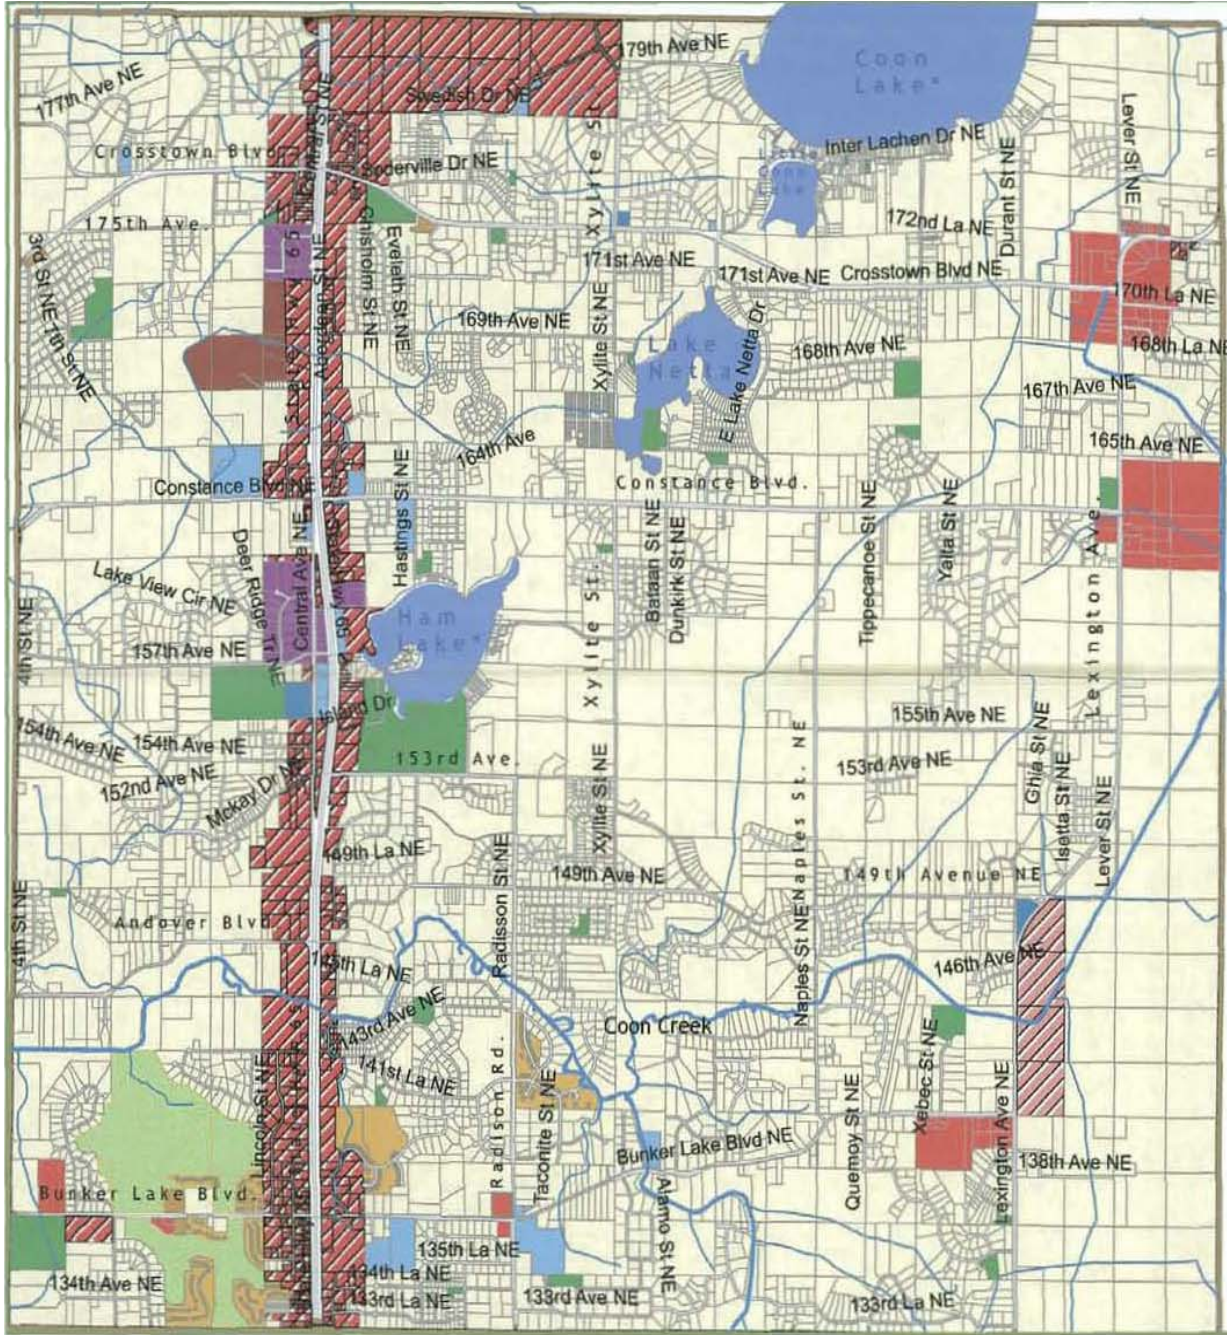 179th Ave NE
Coon
Lake*
177th Ave NE
Swedish Dr NE
Lever St NE
Inter Lachen Dr NE
Crosstown Blvd
Soderville Dr NE
Xylite St
Durant St NE
175th Ave.
172nd La NE
3rd St NE
Chisholm St NE
Eveleth St NE
Aberdeen St NE
171st Ave NE
171st Ave NE
Crosstown Blvd NE
170th La NE
169th Ave NE
Xylite St NE
Lake
Netta
E Lake Netta Dr
168th Ave NE
168th La NE
7th St NE
167th Ave NE
164th Ave
165th Ave NE
Constance Blvd NE
Constance Blvd.
Hastings St NE
Bataan St NE
Dunkirk St NE
Tippecanoe St NE
Yalta St NE
Lexington Ave.
Lake View Cir NE
Deer Ridge Tr NE
Central Ave NE
Ham
Lake*
4th St NE
157th Ave NE
Xylite St.
Island Dr
155th Ave NE
154th Ave NE
154th Ave NE
153rd Ave.
153rd Ave NE
152nd Ave NE
Mckay Dr NE
Xylite St NE
Naples St. NE
Ghia St NE
Isetta St NE
Lever St NE
149th La NE
149th Ave NE
149th Avenue NE
4th St NE
Andover Blvd
Radisson St NE
Naples St NE
145th La NE
146th Ave NE
143rd Ave NE
Coon Creek
141st La NE
Radison Rd.
Taconite St NE
Xebec St NE
Lincoln St NE
Bunker Lake Blvd NE
Quemoy St NE
Lexington Ave NE
138th Ave NE
Bunker Lake Blvd.
Alamo St NE
135th La NE
134th Ave NE
134th La NE
133rd La NE
133rd Ave NE
133rd La NE